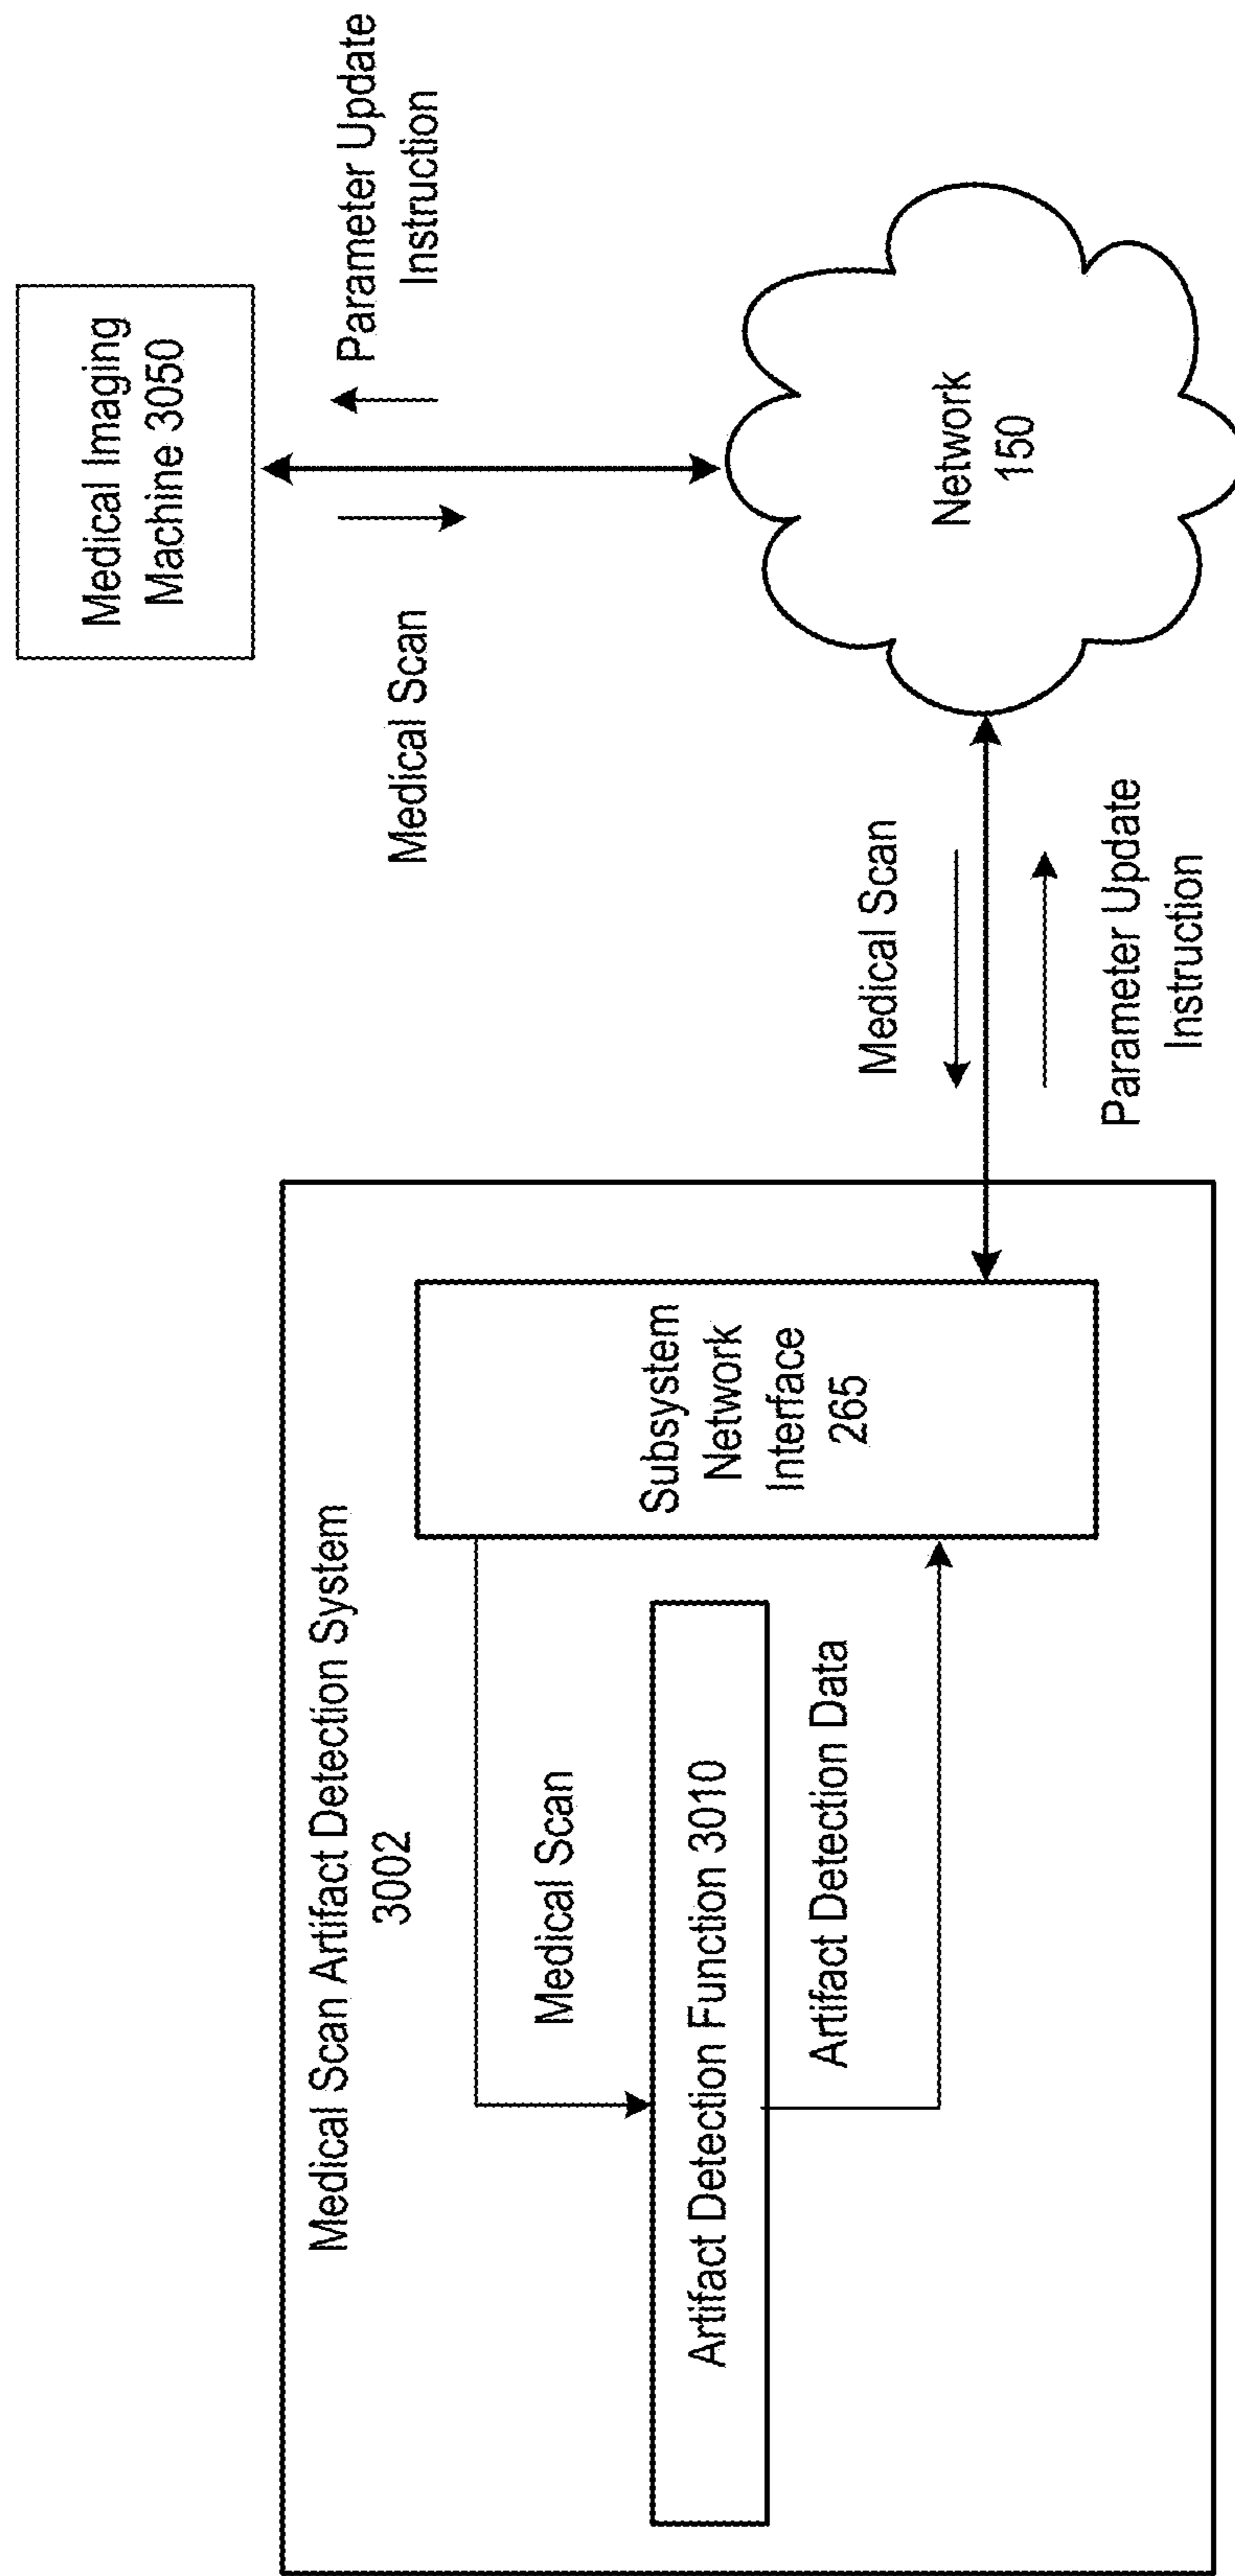 Medical Scan Artifact Detection System
3002
Medical Scan
Artifact Detection Function 3010
Artifact Detection Data
Subsystem
Network
Interface
265
Medical Scan
Parameter Update
Instruction
Medical Imaging
Machine 3050
Medical Scan
Parameter Update
Instruction
Network
150